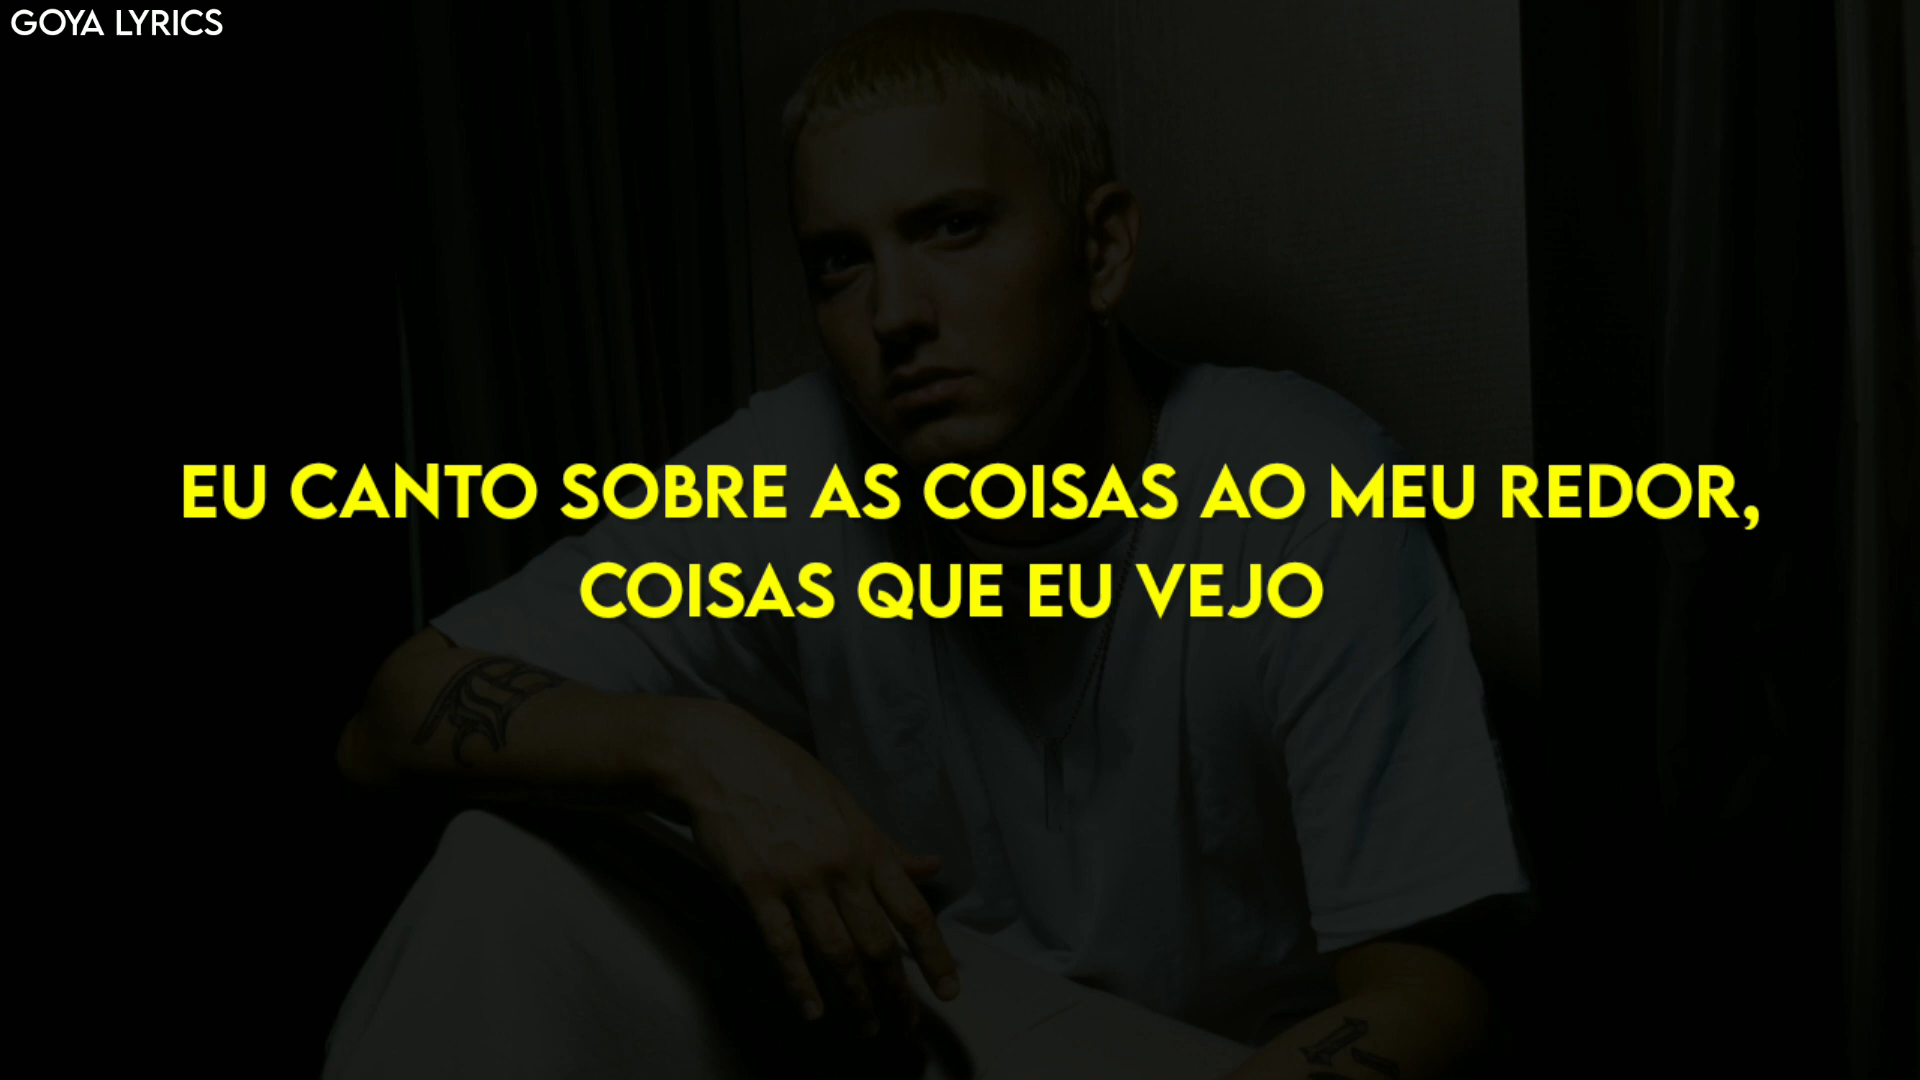 GOYA LYRICS
EU CANTO SOBRE AS COISAS AO MEU REDOR,
COISAS QUE EU VEJO